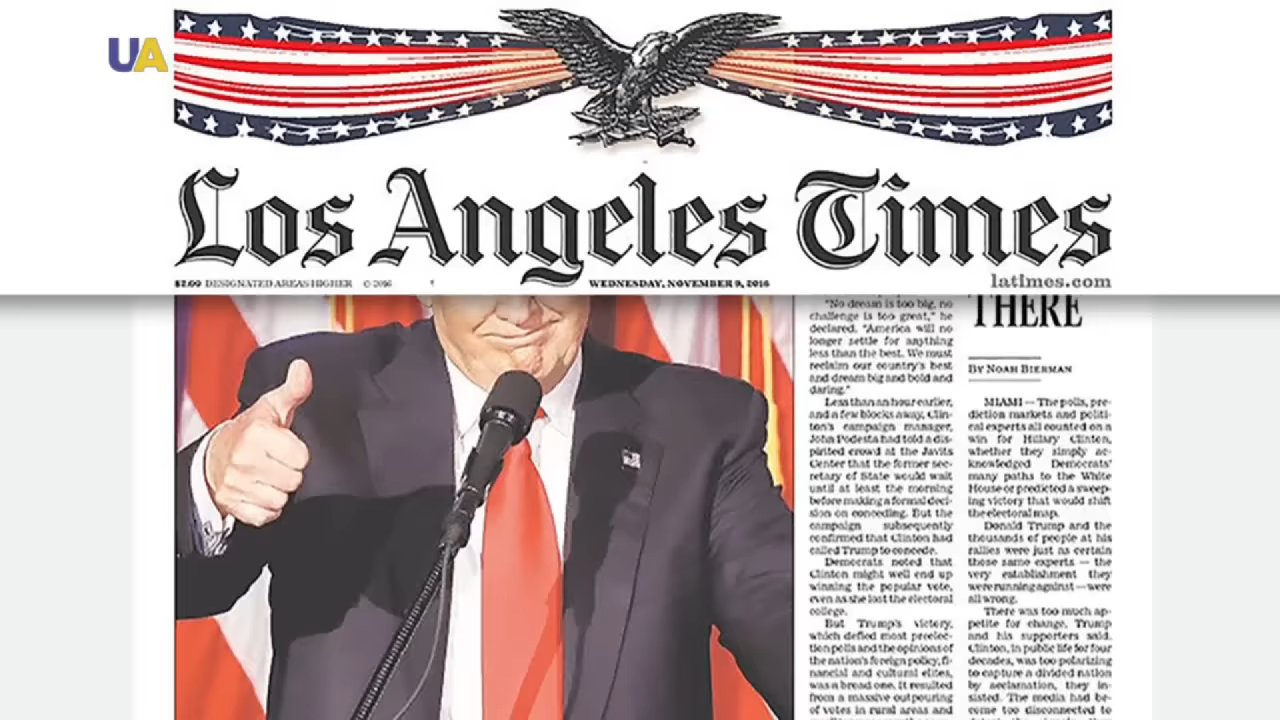 UA
Los Angeles Times
$2.00 DESIGNATED AREAS HIGHER © 2016 WEDNESDAY, NOVEMBER 9, 2016 latimes.com
"No dream is too big, no
challenge is too great," he
declared. "America will no
longer settle for anything
less than the best. We must
reclaim our country's best
and dream big and bold and
daring."
Less than an hour earlier,
and a few blocks away, Clin-
ton's campaign manager,
John Podesta had told a dis-
pirited crowd at the Javits
Center that the former sec-
retary of State would wait
until at least the morning
before making a formal deci-
sion on conceding. But the
campaign subsequently
confirmed that Clinton had
called Trump to concede.
Democrats noted that
Clinton might well end up
winning the popular vote,
even as she lost the electoral
college.
But Trump's victory,
which defied most preelec-
tion polls and the opinions of
the nation's foreign policy, fi-
nancial and cultural elites,
was a broad one. It resulted
from a massive outpouring
of votes in rural areas and
THERE
BY NOAH BIERMAN
MIAMI — The polls, pre-
diction markets and politi-
cal experts all counted on a
win for Hillary Clinton,
whether they simply ac-
knowledged Democrats'
many paths to the White
House or predicted a sweep-
ing victory that would shift
the electoral map.
Donald Trump and the
thousands of people at his
rallies were just as certain
those same experts — the
very establishment they
were running against — were
all wrong.
There was too much ap-
petite for change, Trump
and his supporters said.
Clinton, in public life for four
decades, was too polarizing
to capture a divided nation
by acclamation, they in-
sisted. The media had be-
come too disconnected to